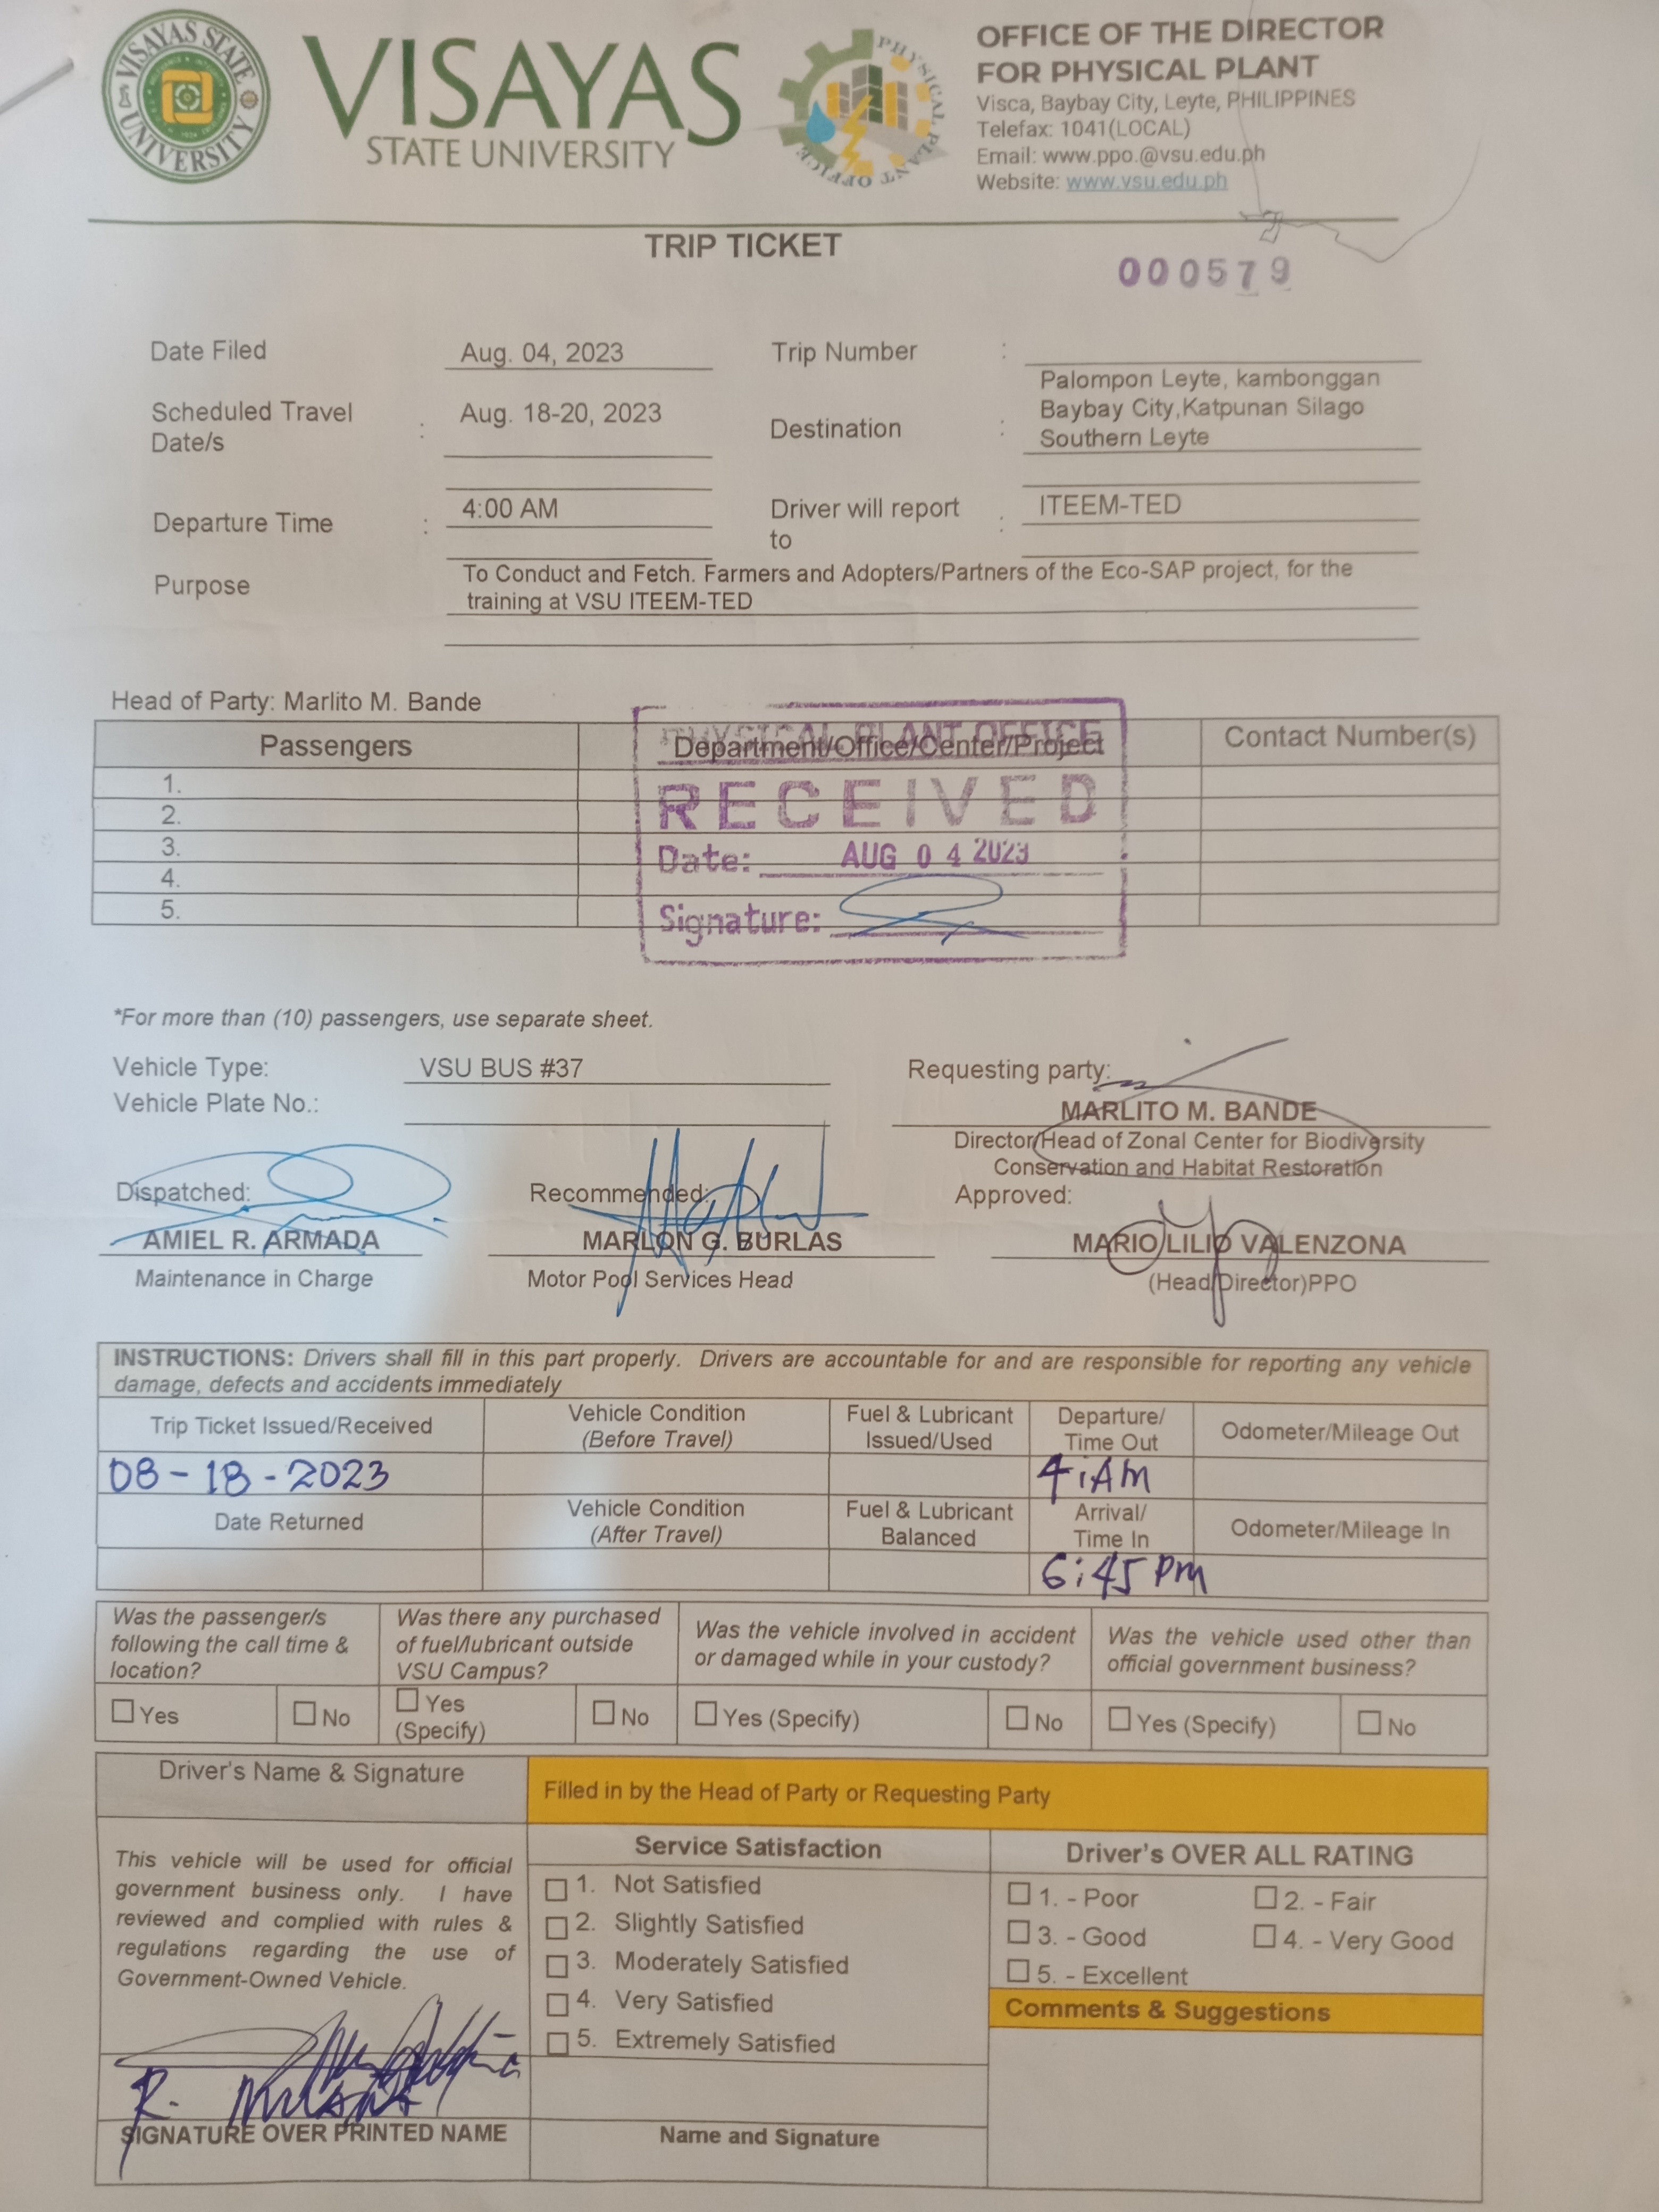 VISAYAS STATE UNIVERSITY
VISAYAS
STATE UNIVERSITY
PHYSICAL PLANT OFFICE
OFFICE OF THE DIRECTOR
FOR PHYSICAL PLANT
Visca, Baybay City, Leyte, PHILIPPINES
Telefax: 1041(LOCAL)
Email: www.ppo.@vsu.edu.ph
Website: www.vsu.edu.ph
TRIP TICKET
000579
Date Filed Aug. 04, 2023 Trip Number :
Scheduled Travel Date/s : Aug. 18-20, 2023 Destination : Palompon Leyte, kambonggan
Baybay City,Katpunan Silago
Southern Leyte
Departure Time : 4:00 AM Driver will report to : ITEEM-TED
Purpose To Conduct and Fetch. Farmers and Adopters/Partners of the Eco-SAP project, for the
training at VSU ITEEM-TED
Head of Party: Marlito M. Bande
Passengers Department/Office/Center/Project Contact Number(s)
1.
2.
3.
4.
5.
PHYSICAL PLANT OFFICE
RECEIVED
Date: AUG 04 2023
Signature:
*For more than (10) passengers, use separate sheet.
Vehicle Type: VSU BUS #37
Vehicle Plate No.:
Requesting party:
MARLITO M. BANDE
Director/Head of Zonal Center for Biodiversity
Conservation and Habitat Restoration
Dispatched: Recommended: Approved:
AMIEL R. ARMADA MARLON G. BURLAS MARIO LILIO VALENZONA
Maintenance in Charge Motor Pool Services Head (Head/Director)PPO
INSTRUCTIONS: Drivers shall fill in this part properly. Drivers are accountable for and are responsible for reporting any vehicle
damage, defects and accidents immediately
Trip Ticket Issued/Received Vehicle Condition (Before Travel) Fuel & Lubricant Issued/Used Departure/ Time Out Odometer/Mileage Out
08-18-2023 4:AM
Date Returned Vehicle Condition (After Travel) Fuel & Lubricant Balanced Arrival/ Time In Odometer/Mileage In
6:45 PM
Was the passenger/s
following the call time &
location?
Was there any purchased
of fuel/lubricant outside
VSU Campus?
Was the vehicle involved in accident
or damaged while in your custody?
Was the vehicle used other than
official government business?
Yes No Yes (Specify) No Yes (Specify) No Yes (Specify) No
Driver's Name & Signature
Filled in by the Head of Party or Requesting Party
This vehicle will be used for official
government business only. I have
reviewed and complied with rules &
regulations regarding the use of
Government-Owned Vehicle.
R.
SIGNATURE OVER PRINTED NAME
Service Satisfaction
1. Not Satisfied
2. Slightly Satisfied
3. Moderately Satisfied
4. Very Satisfied
5. Extremely Satisfied
Name and Signature
Driver's OVER ALL RATING
1. - Poor 2. - Fair
3. - Good 4. - Very Good
5. - Excellent
Comments & Suggestions